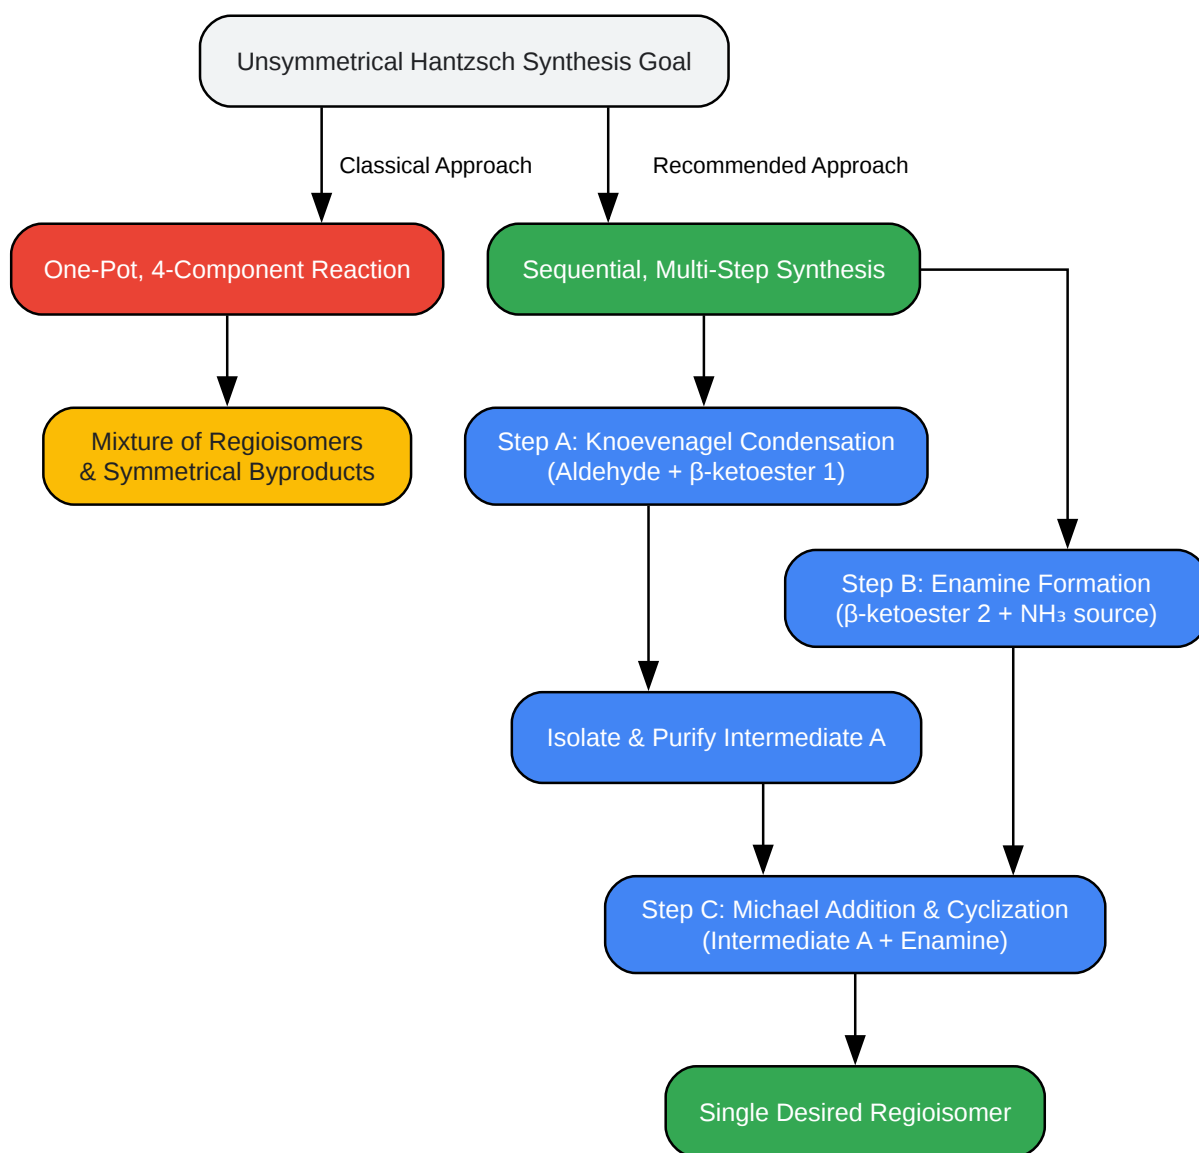 Unsymmetrical Hantzsch Synthesis Goal
Classical Approach
Recommended Approach
One-Pot, 4-Component Reaction
Sequential, Multi-Step Synthesis
Mixture of Regioisomers
& Symmetrical Byproducts
Step A: Knoevenagel Condensation
(Aldehyde + β-ketoester 1)
Step B: Enamine Formation
(β-ketoester 2 + NH₃ source)
Isolate & Purify Intermediate A
Step C: Michael Addition & Cyclization
(Intermediate A + Enamine)
Single Desired Regioisomer